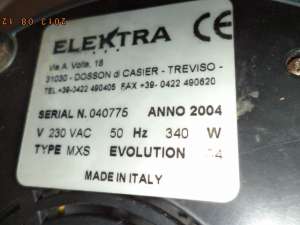 2013 08 12
ELEKTRA CE
Via A. Volta, 18
31030 - DOSSON di CASIER - TREVISO -
TEL +39-0422 490405 FAX +39- 0422 490620
SERIAL N. 040775 ANNO 2004
V 230 VAC 50 Hz 340 W
TYPE MXS EVOLUTION
MADE IN ITALY